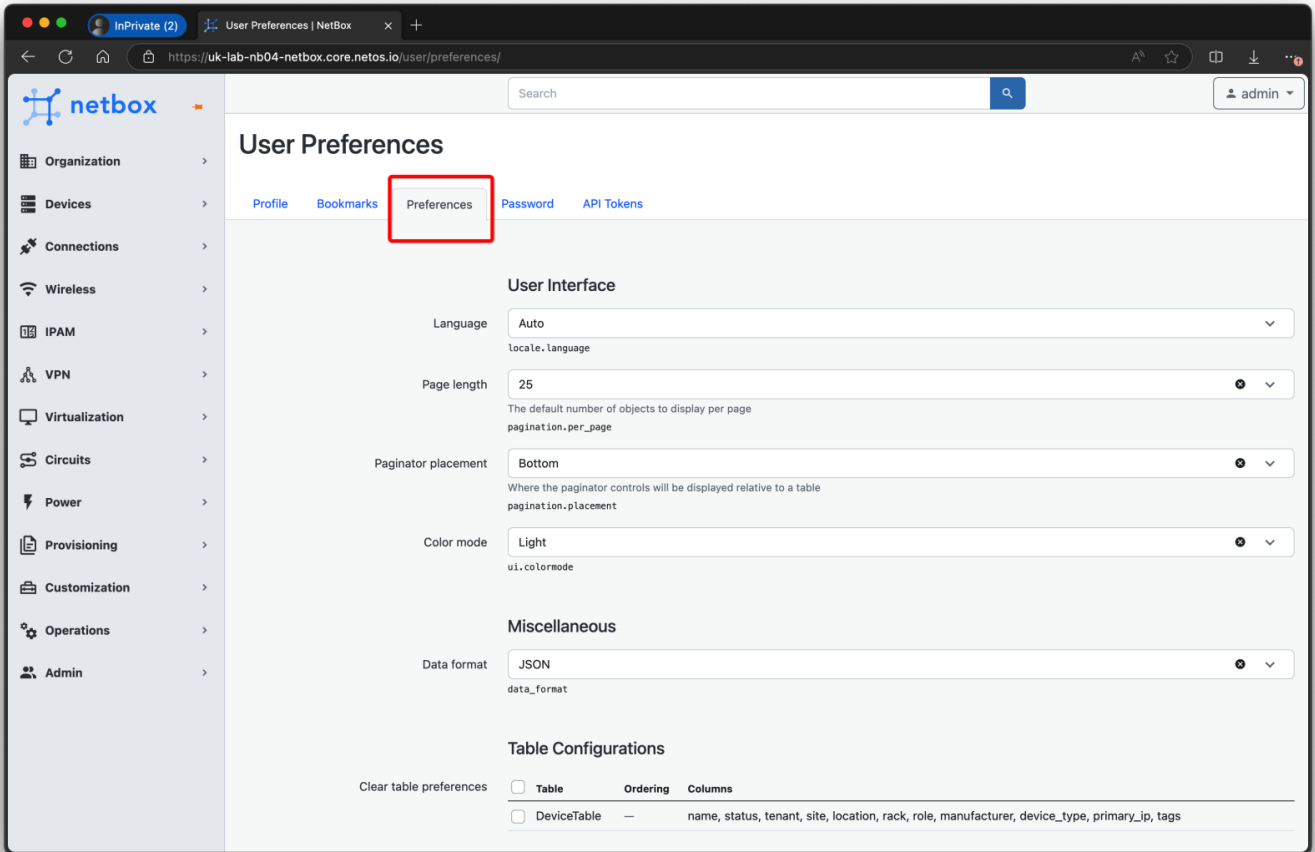 InPrivate (2)
User Preferences | NetBox
https://uk-lab-nb04-netbox.core.netos.io/user/preferences/
netbox
Search
admin
Organization
Devices
Connections
Wireless
IPAM
VPN
Virtualization
Circuits
Power
Provisioning
Customization
Operations
Admin
User Preferences
Profile Bookmarks Preferences Password API Tokens
User Interface
Language Auto
locale.language
Page length 25
The default number of objects to display per page
pagination.per_page
Paginator placement Bottom
Where the paginator controls will be displayed relative to a table
pagination.placement
Color mode Light
ui.colormode
Miscellaneous
Data format JSON
data_format
Table Configurations
Clear table preferences Table Ordering Columns
DeviceTable — name, status, tenant, site, location, rack, role, manufacturer, device_type, primary_ip, tags